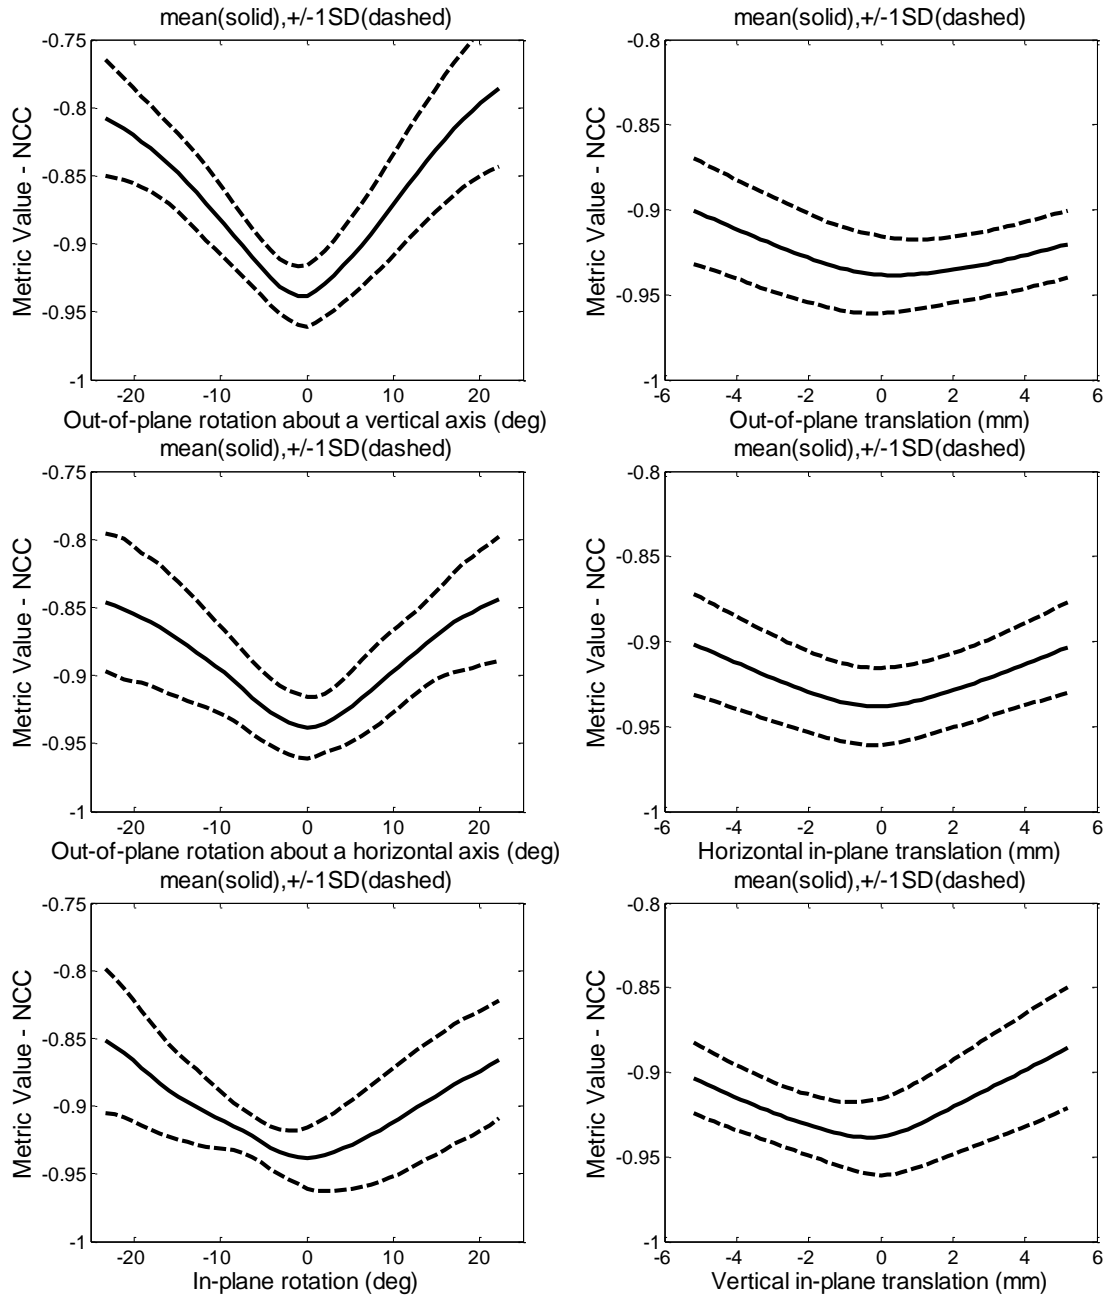 mean(solid),+/-1SD(dashed)
-0.75
-0.8
-0.85
-0.9
-0.95
-1
Metric Value - NCC
-20 -10 0 10 20
Out-of-plane rotation about a vertical axis (deg)
mean(solid),+/-1SD(dashed)
-0.8
-0.85
-0.9
-0.95
-1
Metric Value - NCC
-6 -4 -2 0 2 4 6
Out-of-plane translation (mm)
mean(solid),+/-1SD(dashed)
-0.75
-0.8
-0.85
-0.9
-0.95
-1
Metric Value - NCC
-20 -10 0 10 20
Out-of-plane rotation about a horizontal axis (deg)
mean(solid),+/-1SD(dashed)
-0.8
-0.85
-0.9
-0.95
-1
Metric Value - NCC
-6 -4 -2 0 2 4 6
Horizontal in-plane translation (mm)
mean(solid),+/-1SD(dashed)
-0.75
-0.8
-0.85
-0.9
-0.95
-1
Metric Value - NCC
-20 -10 0 10 20
In-plane rotation (deg)
mean(solid),+/-1SD(dashed)
-0.8
-0.85
-0.9
-0.95
-1
Metric Value - NCC
-6 -4 -2 0 2 4 6
Vertical in-plane translation (mm)